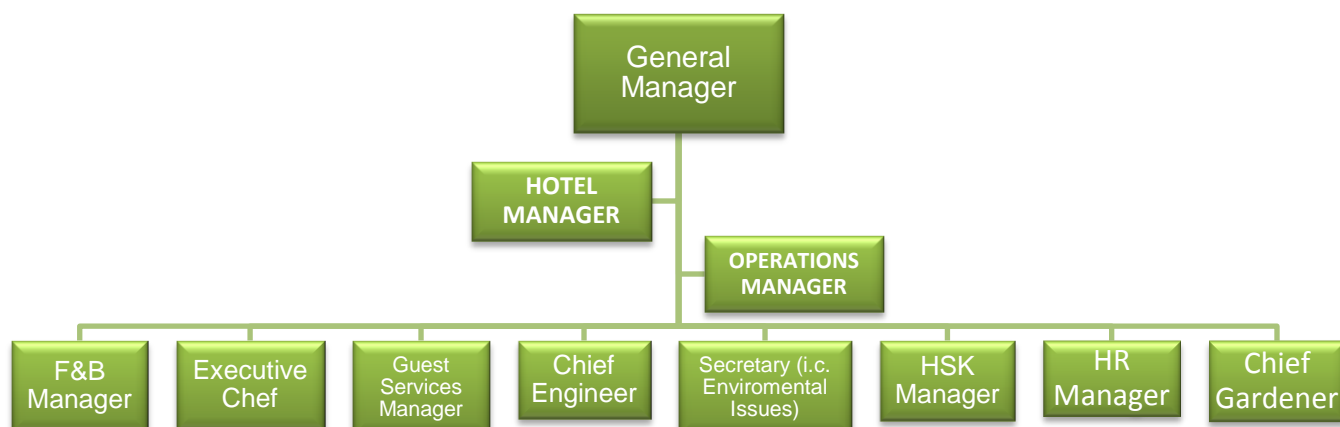 General
Manager
HOTEL
MANAGER
OPERATIONS
MANAGER
F&B
Manager
Executive
Chef
Guest
Services
Manager
Chief
Engineer
Secretary (i.c.
Enviromental
Issues)
HSK
Manager
HR
Manager
Chief
Gardener